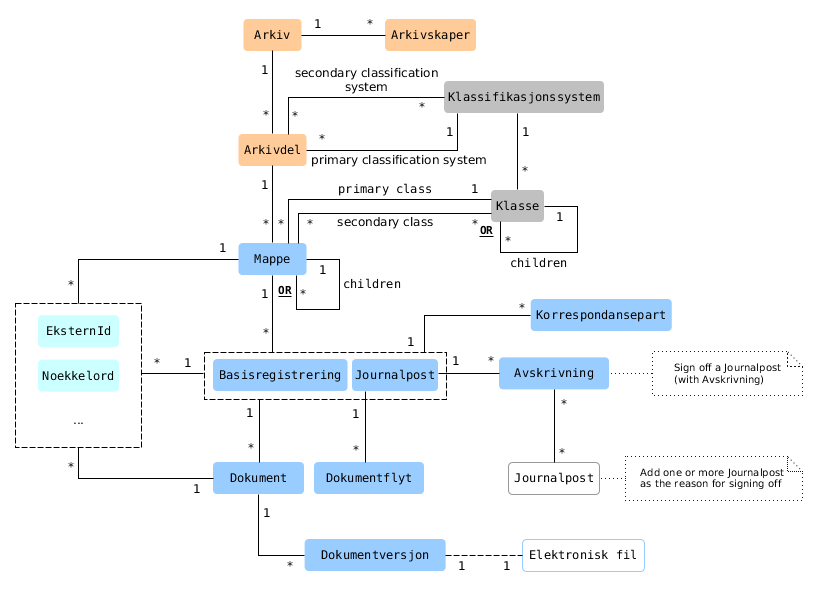 Arkiv
1
*
Arkivskaper
1
secondary classification
system
Klassifikasjonssystem
*
*
*
*
1
1
Arkivdel
primary classification system
1
*
primary class
1
Klasse
1
*
*
*
secondary class
*
OR
*
children
1
Mappe
1
children
*
1
OR
*
*
Korrespondansepart
EksternId
*
1
Noekkelord
*
1
Basisregistrering
Journalpost
1
*
Avskrivning
Sign off a Journalpost
(with Avskrivning)
...
1
1
*
*
*
*
*
1
Dokument
Dokumentflyt
Journalpost
Add one or more Journalpost
as the reason for signing off
1
*
Dokumentversjon
1
1
Elektronisk fil